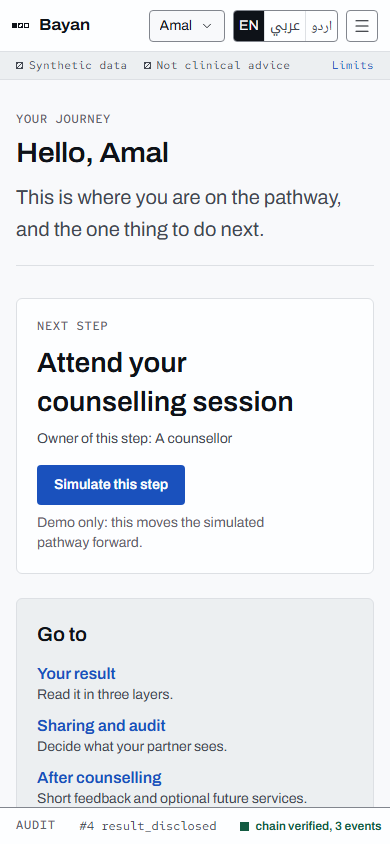 Bayan
Amal
EN
عربي
اردو
Synthetic data
Not clinical advice
Limits
YOUR JOURNEY
Hello, Amal
This is where you are on the pathway,
and the one thing to do next.
NEXT STEP
Attend your
counselling session
Owner of this step: A counsellor
Simulate this step
Demo only: this moves the simulated
pathway forward.
Go to
Your result
Read it in three layers.
Sharing and audit
Decide what your partner sees.
After counselling
Short feedback and optional future services.
AUDIT
#4 result_disclosed
chain verified, 3 events